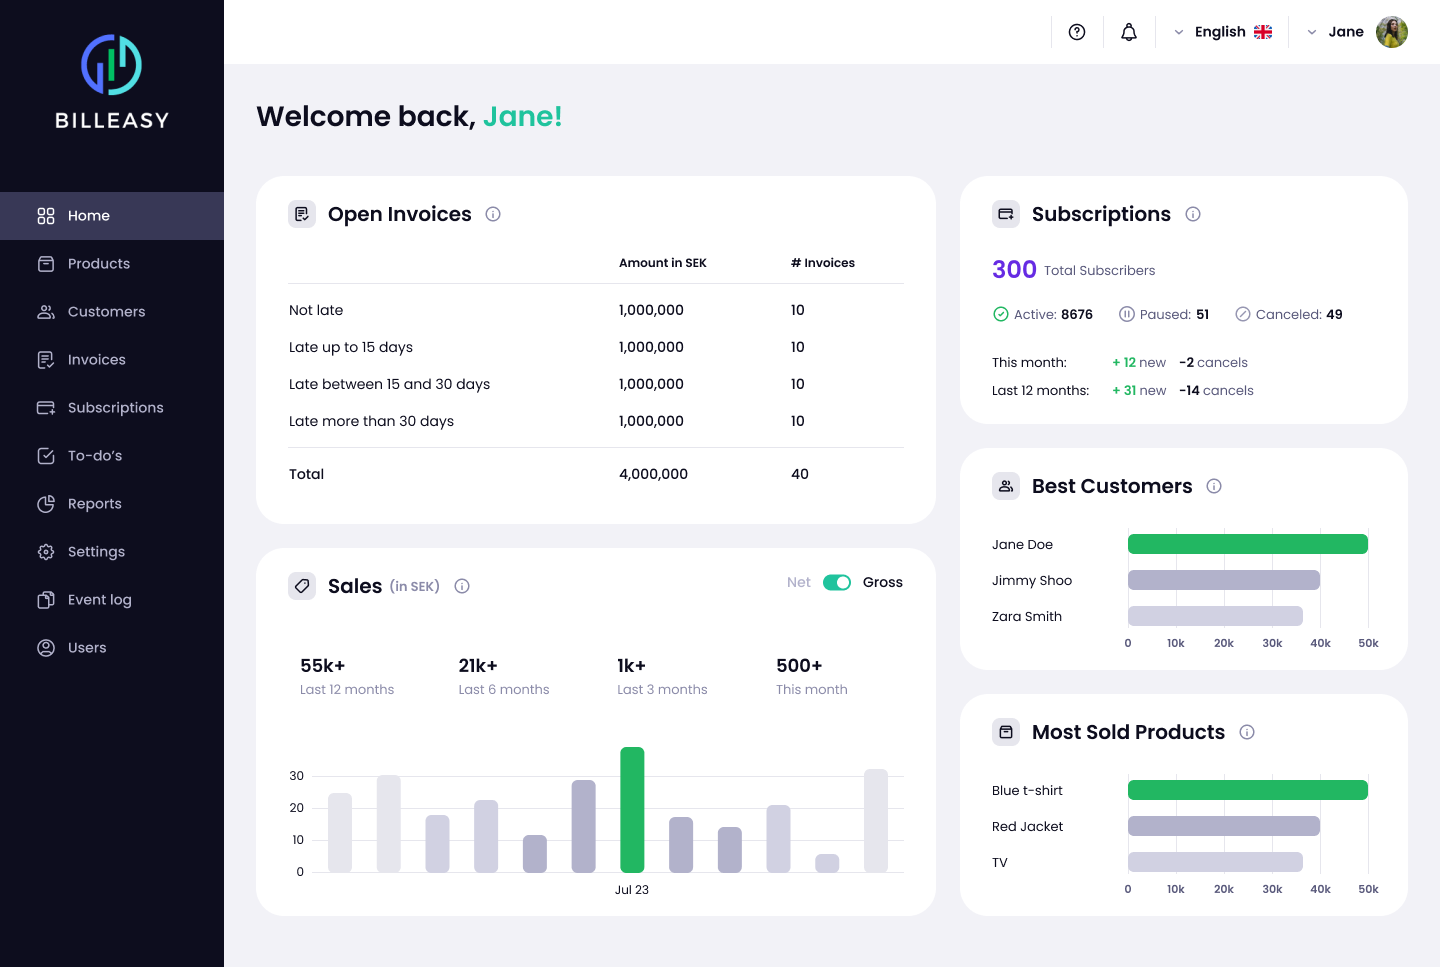 BILLEASY
Home
Products
Customers
Invoices
Subscriptions
To-do’s
Reports
Settings
Event log
Users
English
Jane
Welcome back, Jane!
Open Invoices
Amount in SEK # Invoices
Not late 1,000,000 10
Late up to 15 days 1,000,000 10
Late between 15 and 30 days 1,000,000 10
Late more than 30 days 1,000,000 10
Total 4,000,000 40
Sales (in SEK)
Net Gross
55k+ 21k+ 1k+ 500+
Last 12 months Last 6 months Last 3 months This month
30
20
10
0
Jul 23
Subscriptions
300 Total Subscribers
Active: 8676 Paused: 51 Canceled: 49
This month: + 12 new -2 cancels
Last 12 months: + 31 new -14 cancels
Best Customers
Jane Doe
Jimmy Shoo
Zara Smith
0 10k 20k 30k 40k 50k
Most Sold Products
Blue t-shirt
Red Jacket
TV
0 10k 20k 30k 40k 50k